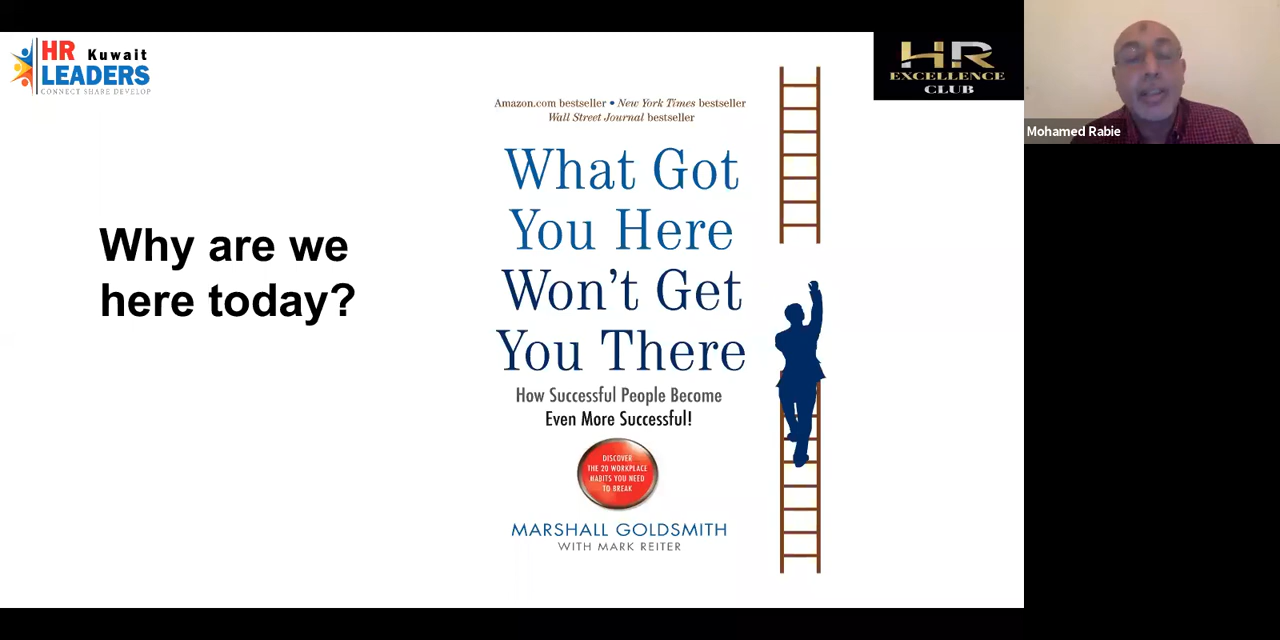 HR Kuwait
LEADERS
CONNECT SHARE DEVELOP
HR
EXCELLENCE
CLUB
Mohamed Rabie
Why are we
here today?
Amazon.com bestseller • New York Times bestseller
Wall Street Journal bestseller
What Got
You Here
Won't Get
You There
How Successful People Become
Even More Successful!
DISCOVER
THE 20 WORKPLACE
HABITS YOU NEED
TO BREAK
MARSHALL GOLDSMITH
WITH MARK REITER